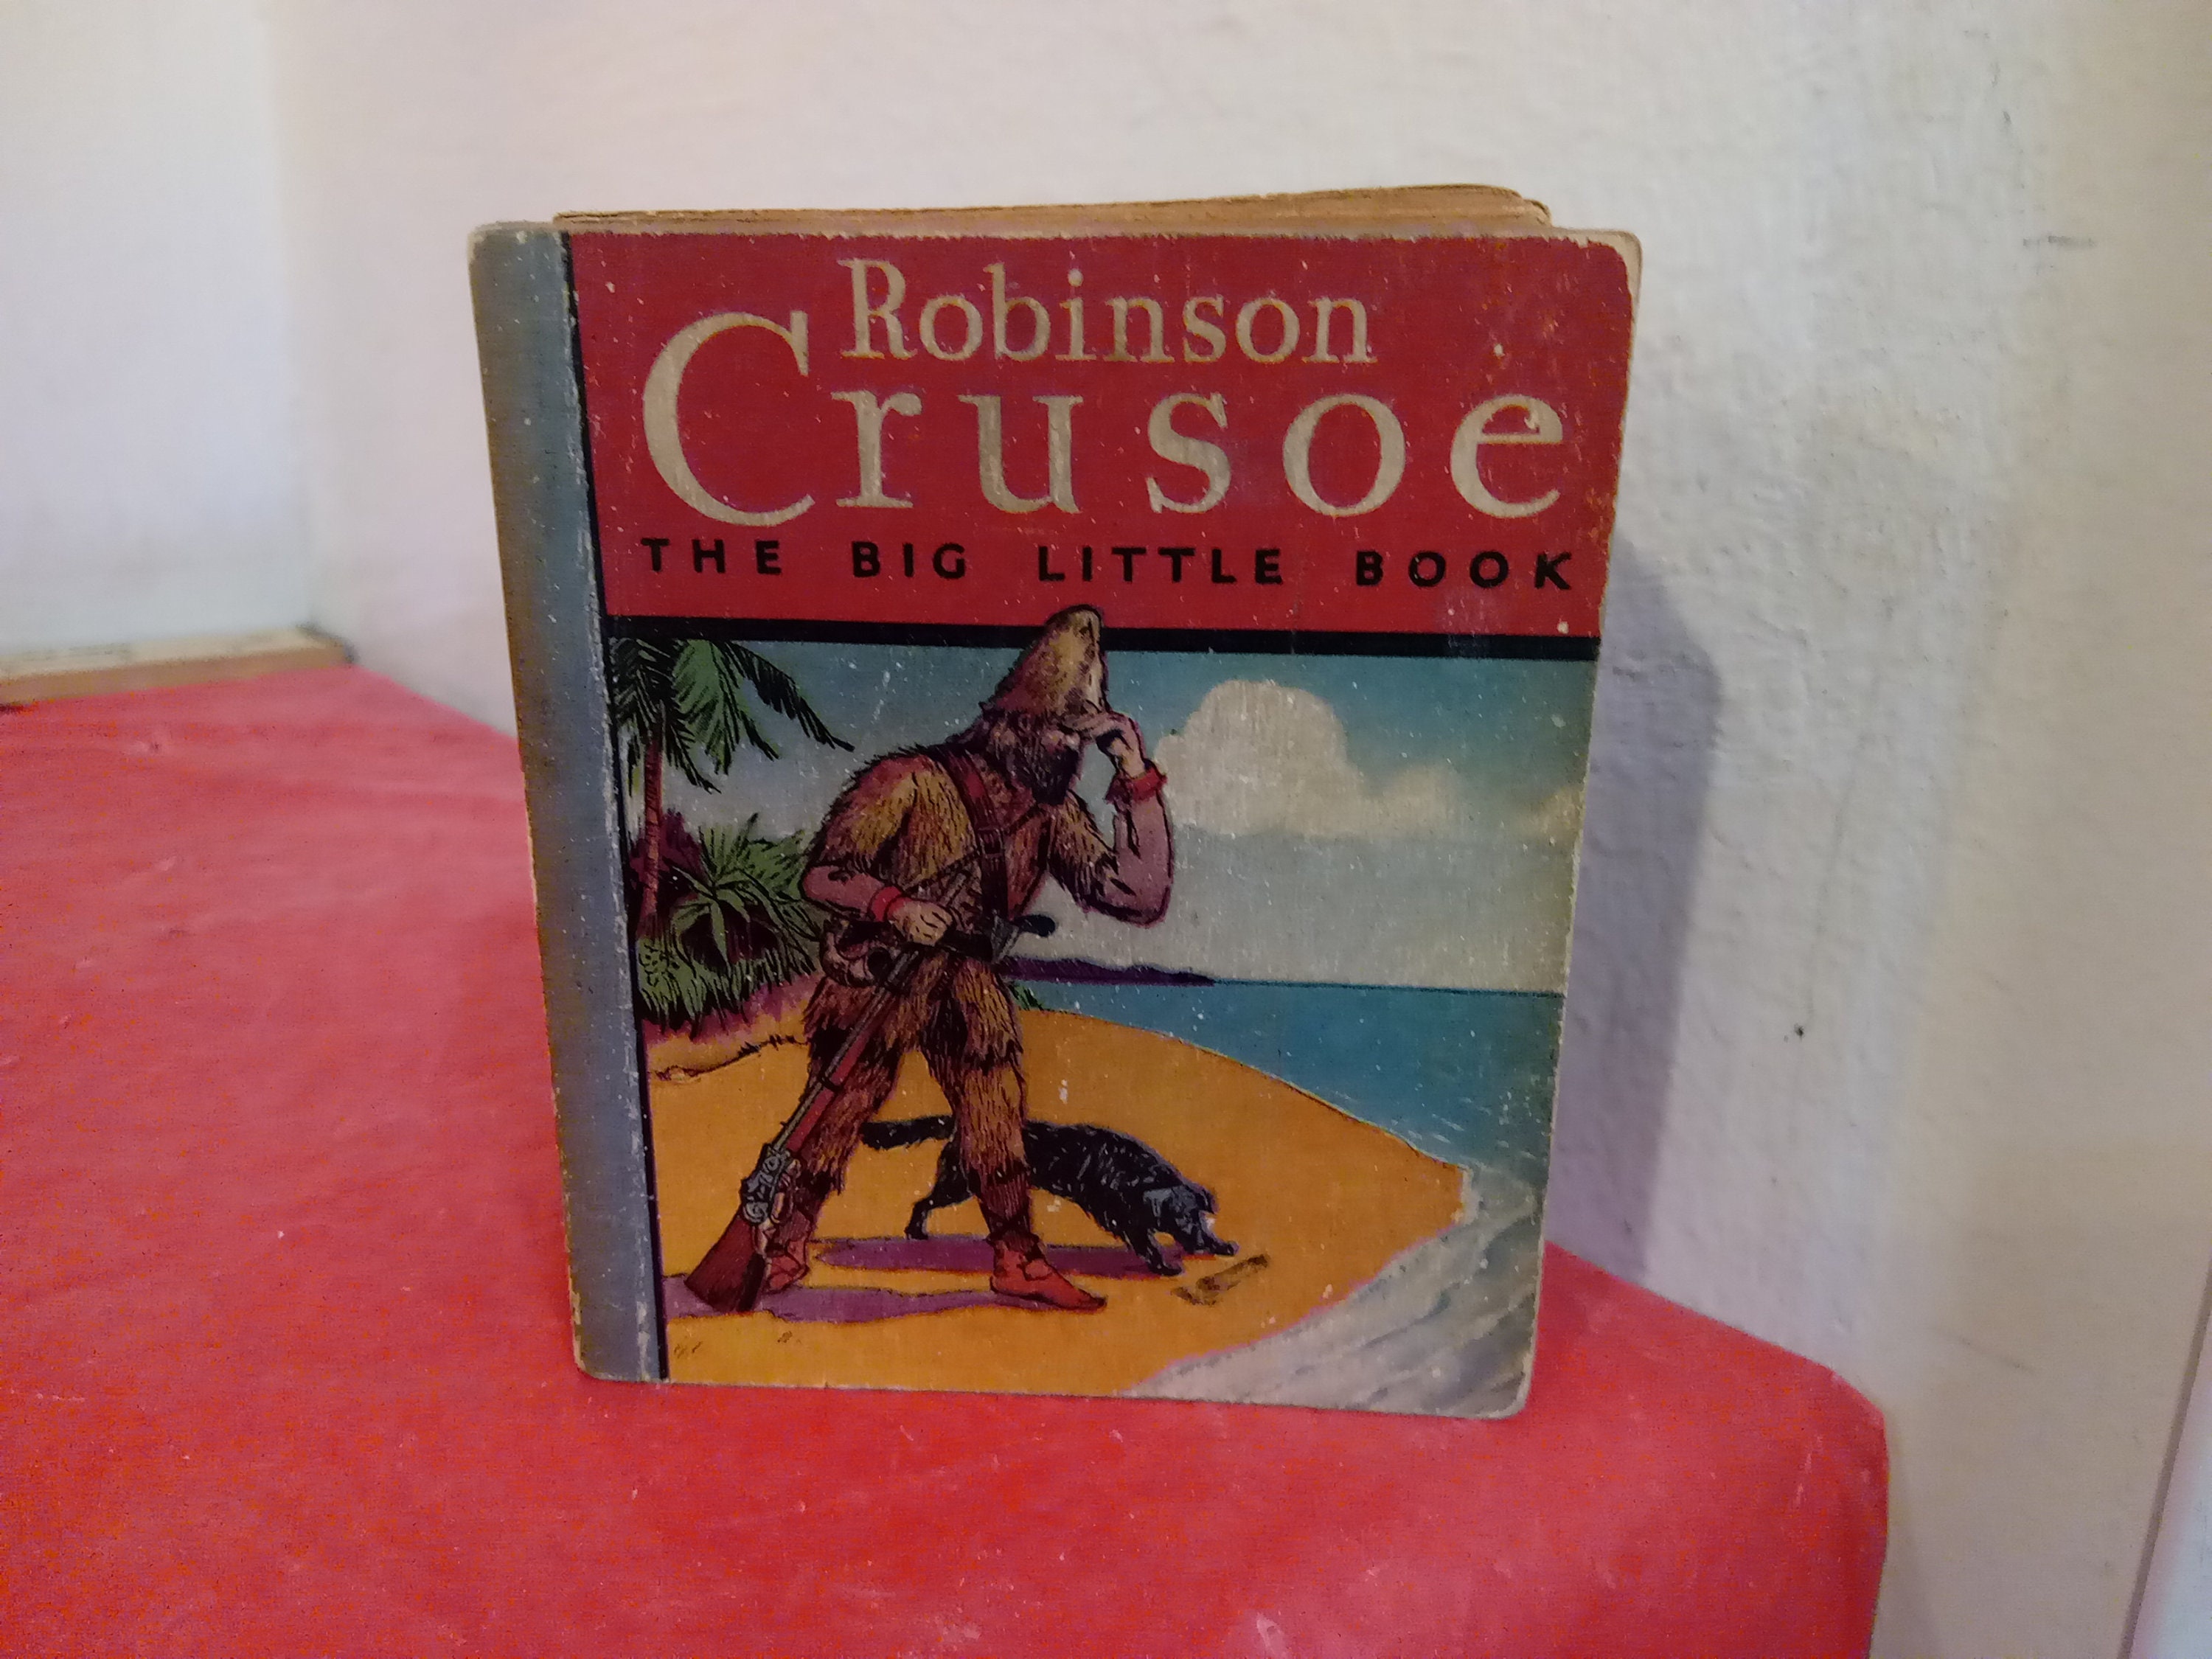 Robinson
Crusoe
THE BIG LITTLE BOOK